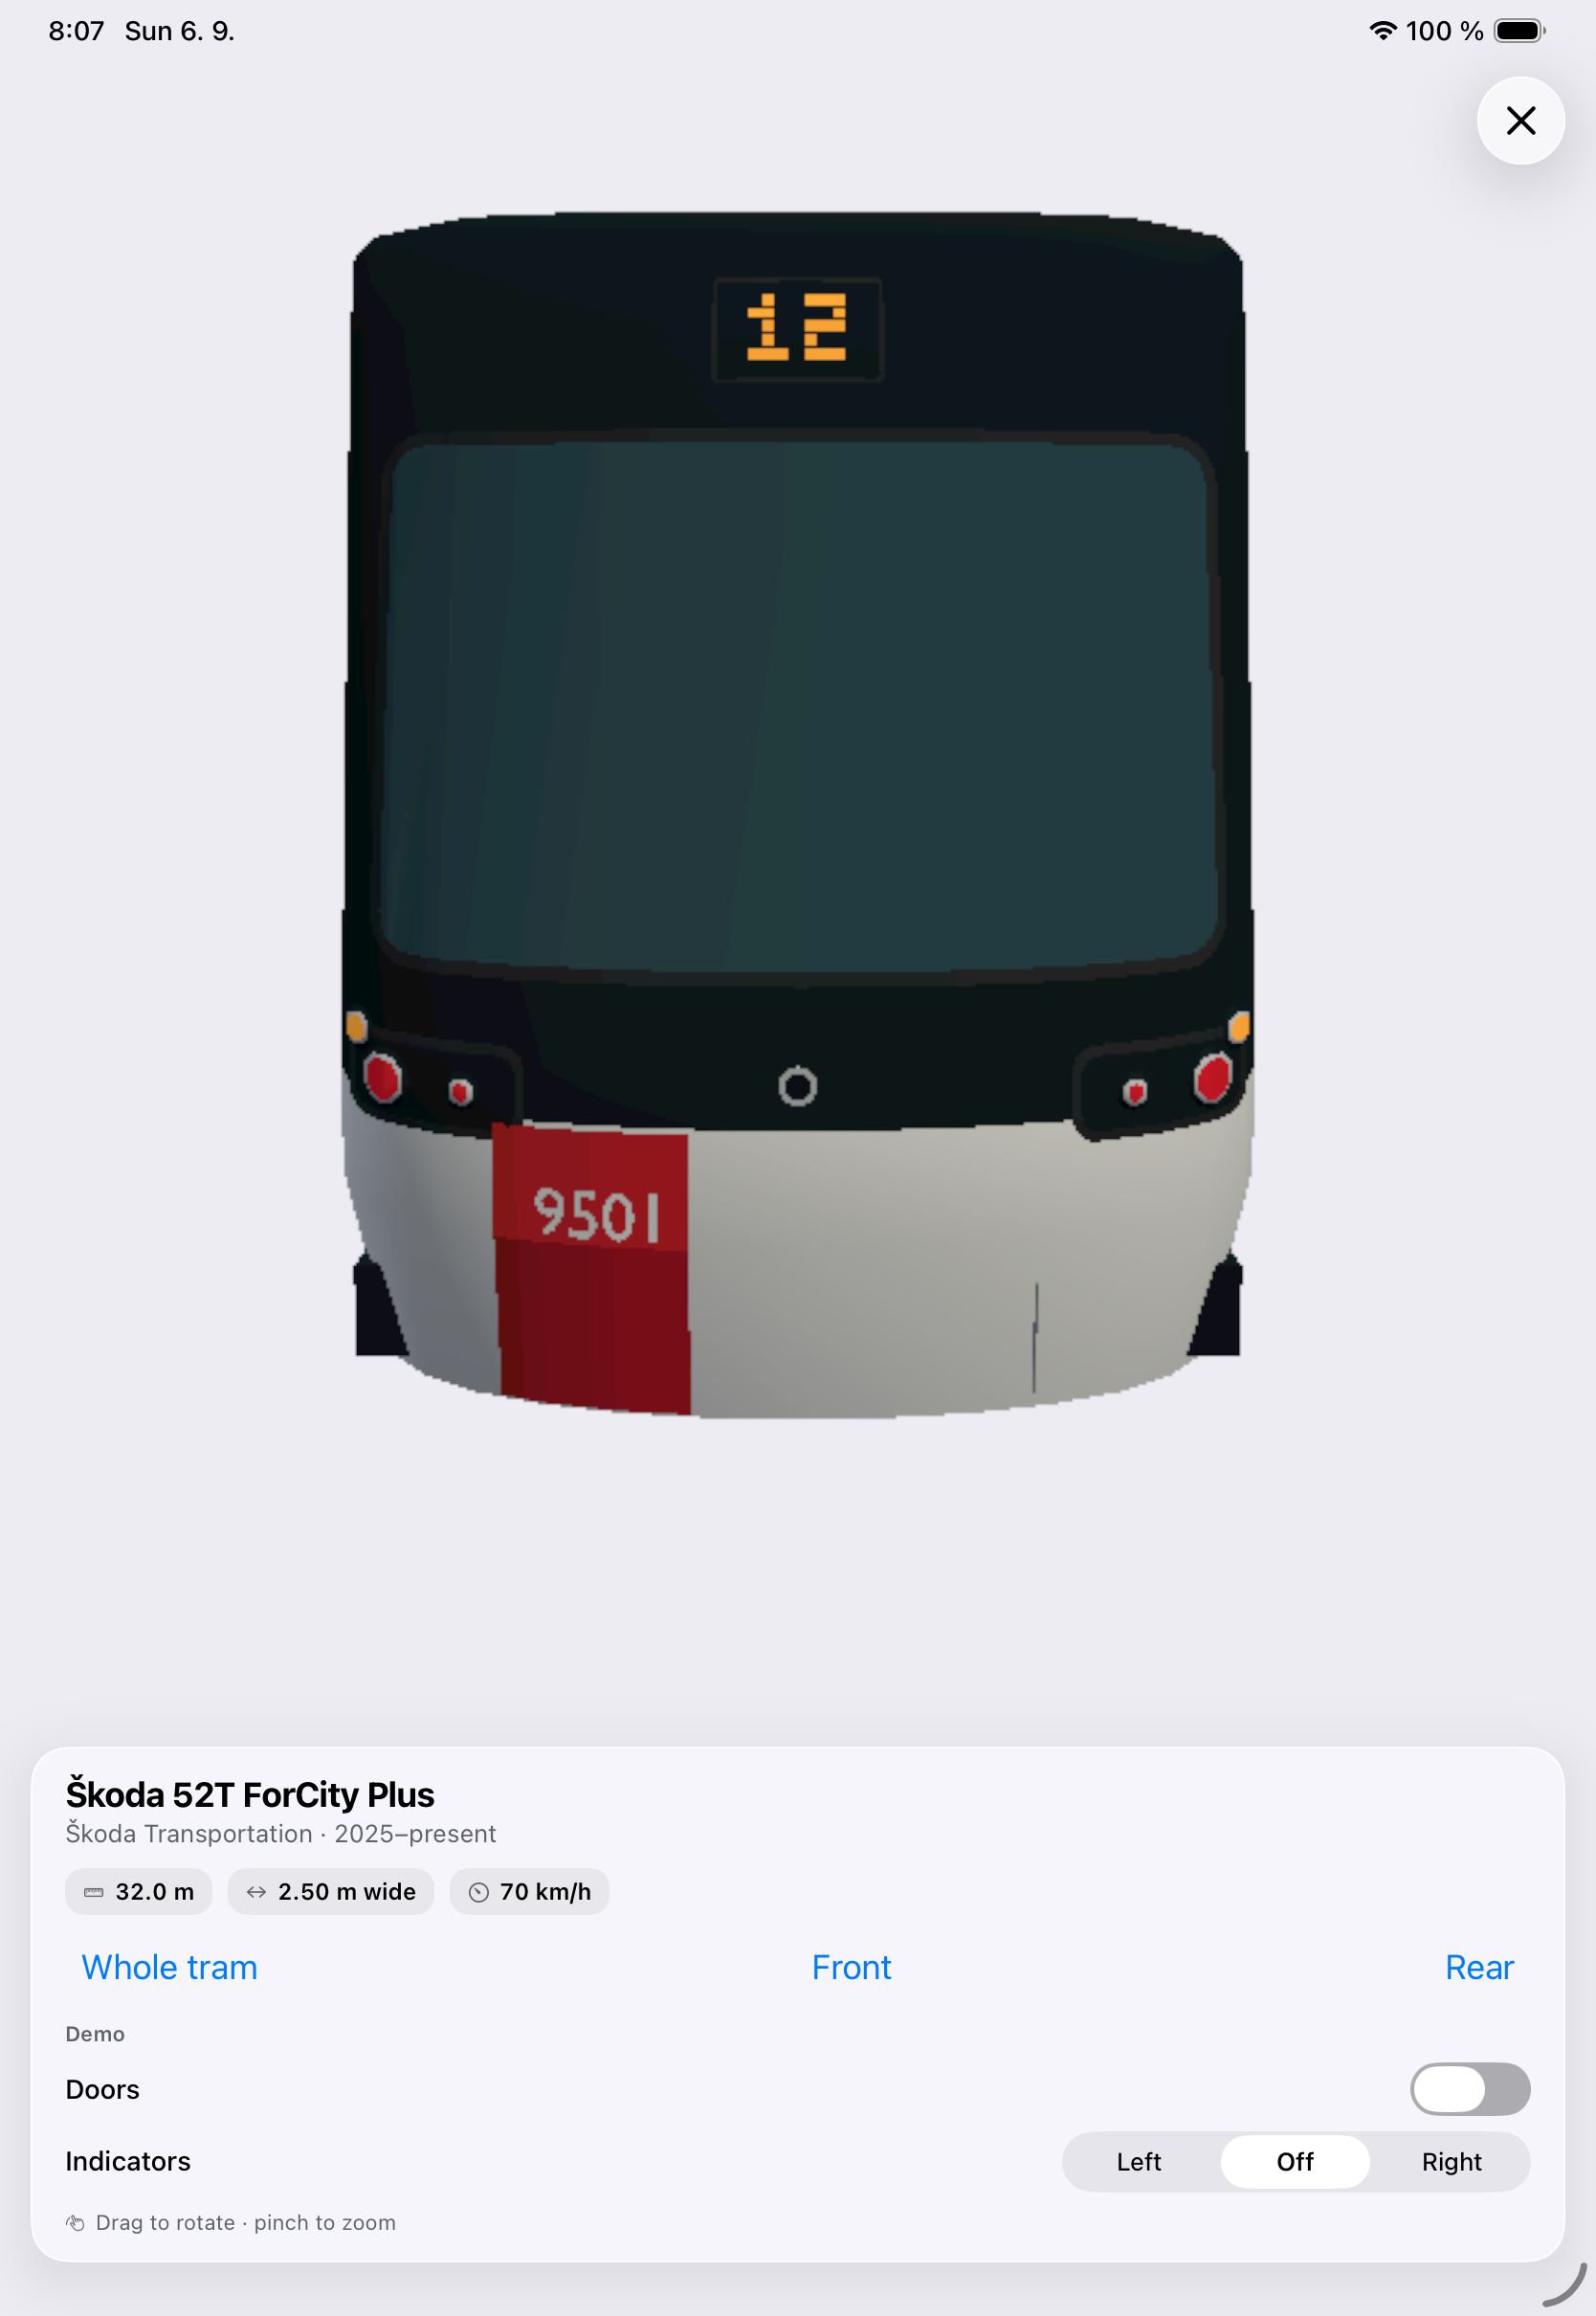 8:07 Sun 6. 9.
100 %
12
9501
Škoda 52T ForCity Plus
Škoda Transportation · 2025–present
32.0 m
2.50 m wide
70 km/h
Whole tram
Front
Rear
Demo
Doors
Indicators
Left
Off
Right
Drag to rotate · pinch to zoom